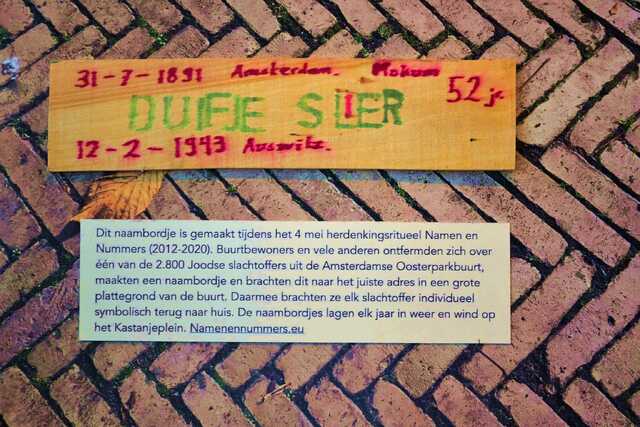 31-7-1891 Amsterdam. Mokum
52 jr.
DUIFJE SLIER
12-2-1943 Auswitz.
Dit naambordje is gemaakt tijdens het 4 mei herdenkingsritueel Namen en
Nummers (2012-2020). Buurtbewoners en vele anderen ontfermden zich over
één van de 2.800 Joodse slachtoffers uit de Amsterdamse Oosterparkbuurt,
maakten een naambordje en brachten dit naar het juiste adres in een grote
plattegrond van de buurt. Daarmee brachten ze elk slachtoffer individueel
symbolisch terug naar huis. De naambordjes lagen elk jaar in weer en wind op
het Kastanjeplein. Namenennummers.eu